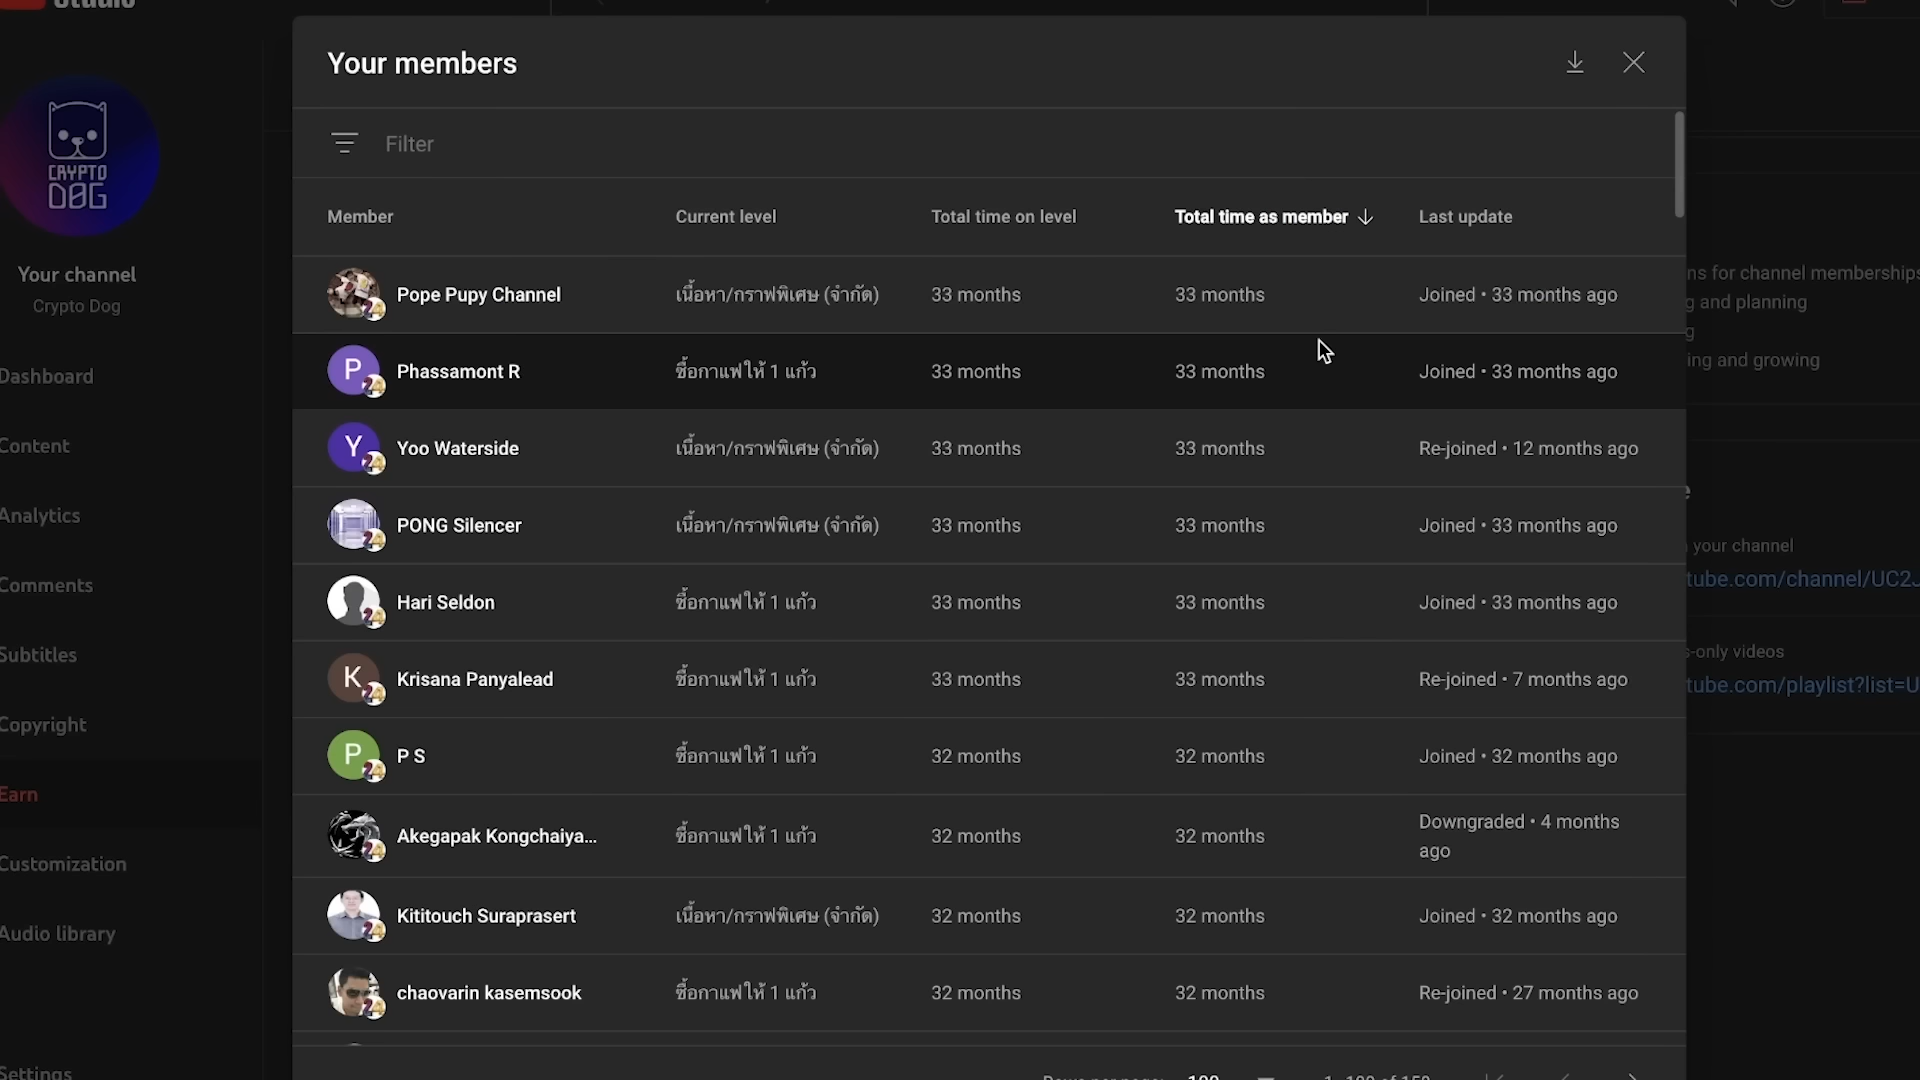 Studio
Your members
CRYPTO
DOG
Filter
Member Current level Total time on level Total time as member Last update
Your channel
Crypto Dog
Pope Pupy Channel เนื้อหา/กราฟพิเศษ (จำกัด) 33 months 33 months Joined • 33 months ago
ns for channel memberships
g and planning
Phassamont R ซื้อกาแฟให้ 1 แก้ว 33 months 33 months Joined • 33 months ago
ing and growing
Dashboard
Yoo Waterside เนื้อหา/กราฟพิเศษ (จำกัด) 33 months 33 months Re-joined • 12 months ago
Content
PONG Silencer เนื้อหา/กราฟพิเศษ (จำกัด) 33 months 33 months Joined • 33 months ago
Analytics
your channel
tube.com/channel/UC2J
Hari Seldon ซื้อกาแฟให้ 1 แก้ว 33 months 33 months Joined • 33 months ago
Comments
Krisana Panyalead ซื้อกาแฟให้ 1 แก้ว 33 months 33 months Re-joined • 7 months ago
Subtitles
s-only videos
tube.com/playlist?list=U
P S ซื้อกาแฟให้ 1 แก้ว 32 months 32 months Joined • 32 months ago
Copyright
Akegapak Kongchaiya... ซื้อกาแฟให้ 1 แก้ว 32 months 32 months Downgraded • 4 months
ago
Earn
Kititouch Suraprasert เนื้อหา/กราฟพิเศษ (จำกัด) 32 months 32 months Joined • 32 months ago
Customization
chaovarin kasemsook ซื้อกาแฟให้ 1 แก้ว 32 months 32 months Re-joined • 27 months ago
Audio library
Settings